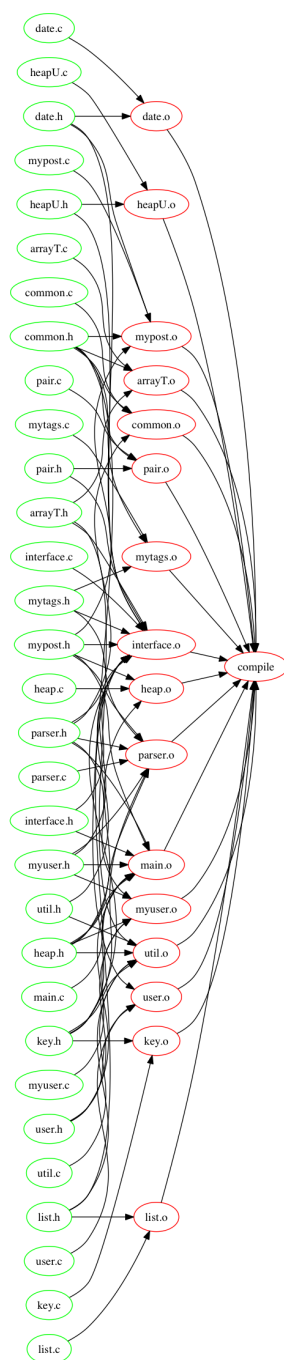 date.c
heapU.c
date.h
date.o
mypost.c
heapU.h
heapU.o
arrayT.c
common.c
common.h
mypost.o
pair.c
arrayT.o
mytags.c
common.o
pair.h
pair.o
arrayT.h
interface.c
mytags.o
mytags.h
mypost.h
interface.o
compile
heap.c
heap.o
parser.h
parser.o
parser.c
interface.h
myuser.h
main.o
util.h
myuser.o
heap.h
util.o
main.c
user.o
key.h
key.o
myuser.c
user.h
util.c
list.h
list.o
user.c
key.c
list.c